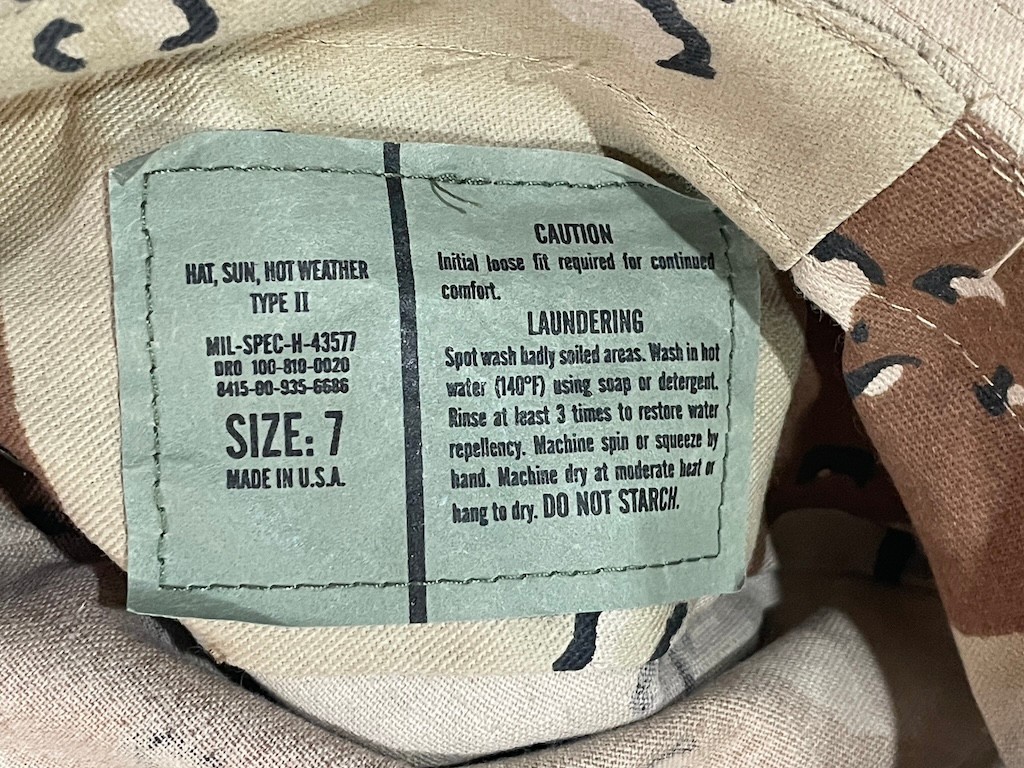 HAT, SUN, HOT WEATHER
TYPE II
MIL-SPEC-H-43577
DRO 100-810-0020
8415-00-935-6686
SIZE: 7
MADE IN U.S.A.
CAUTION
Initial loose fit required for continued
comfort.
LAUNDERING
Spot wash badly soiled areas. Wash in hot
water (140°F) using soap or detergent.
Rinse at least 3 times to restore water
repellency. Machine spin or squeeze by
hand. Machine dry at moderate heat or
hang to dry. DO NOT STARCH.